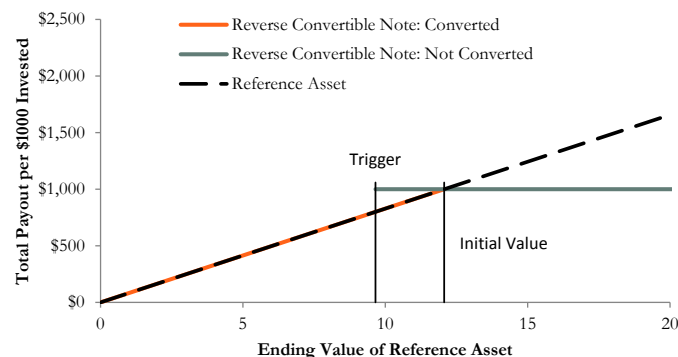 Total Payout per $1000 Invested
$2,500
$2,000
$1,500
$1,000
$500
$0
Reverse Convertible Note: Converted
Reverse Convertible Note: Not Converted
Reference Asset
Trigger
Initial Value
0 5 10 15 20
Ending Value of Reference Asset